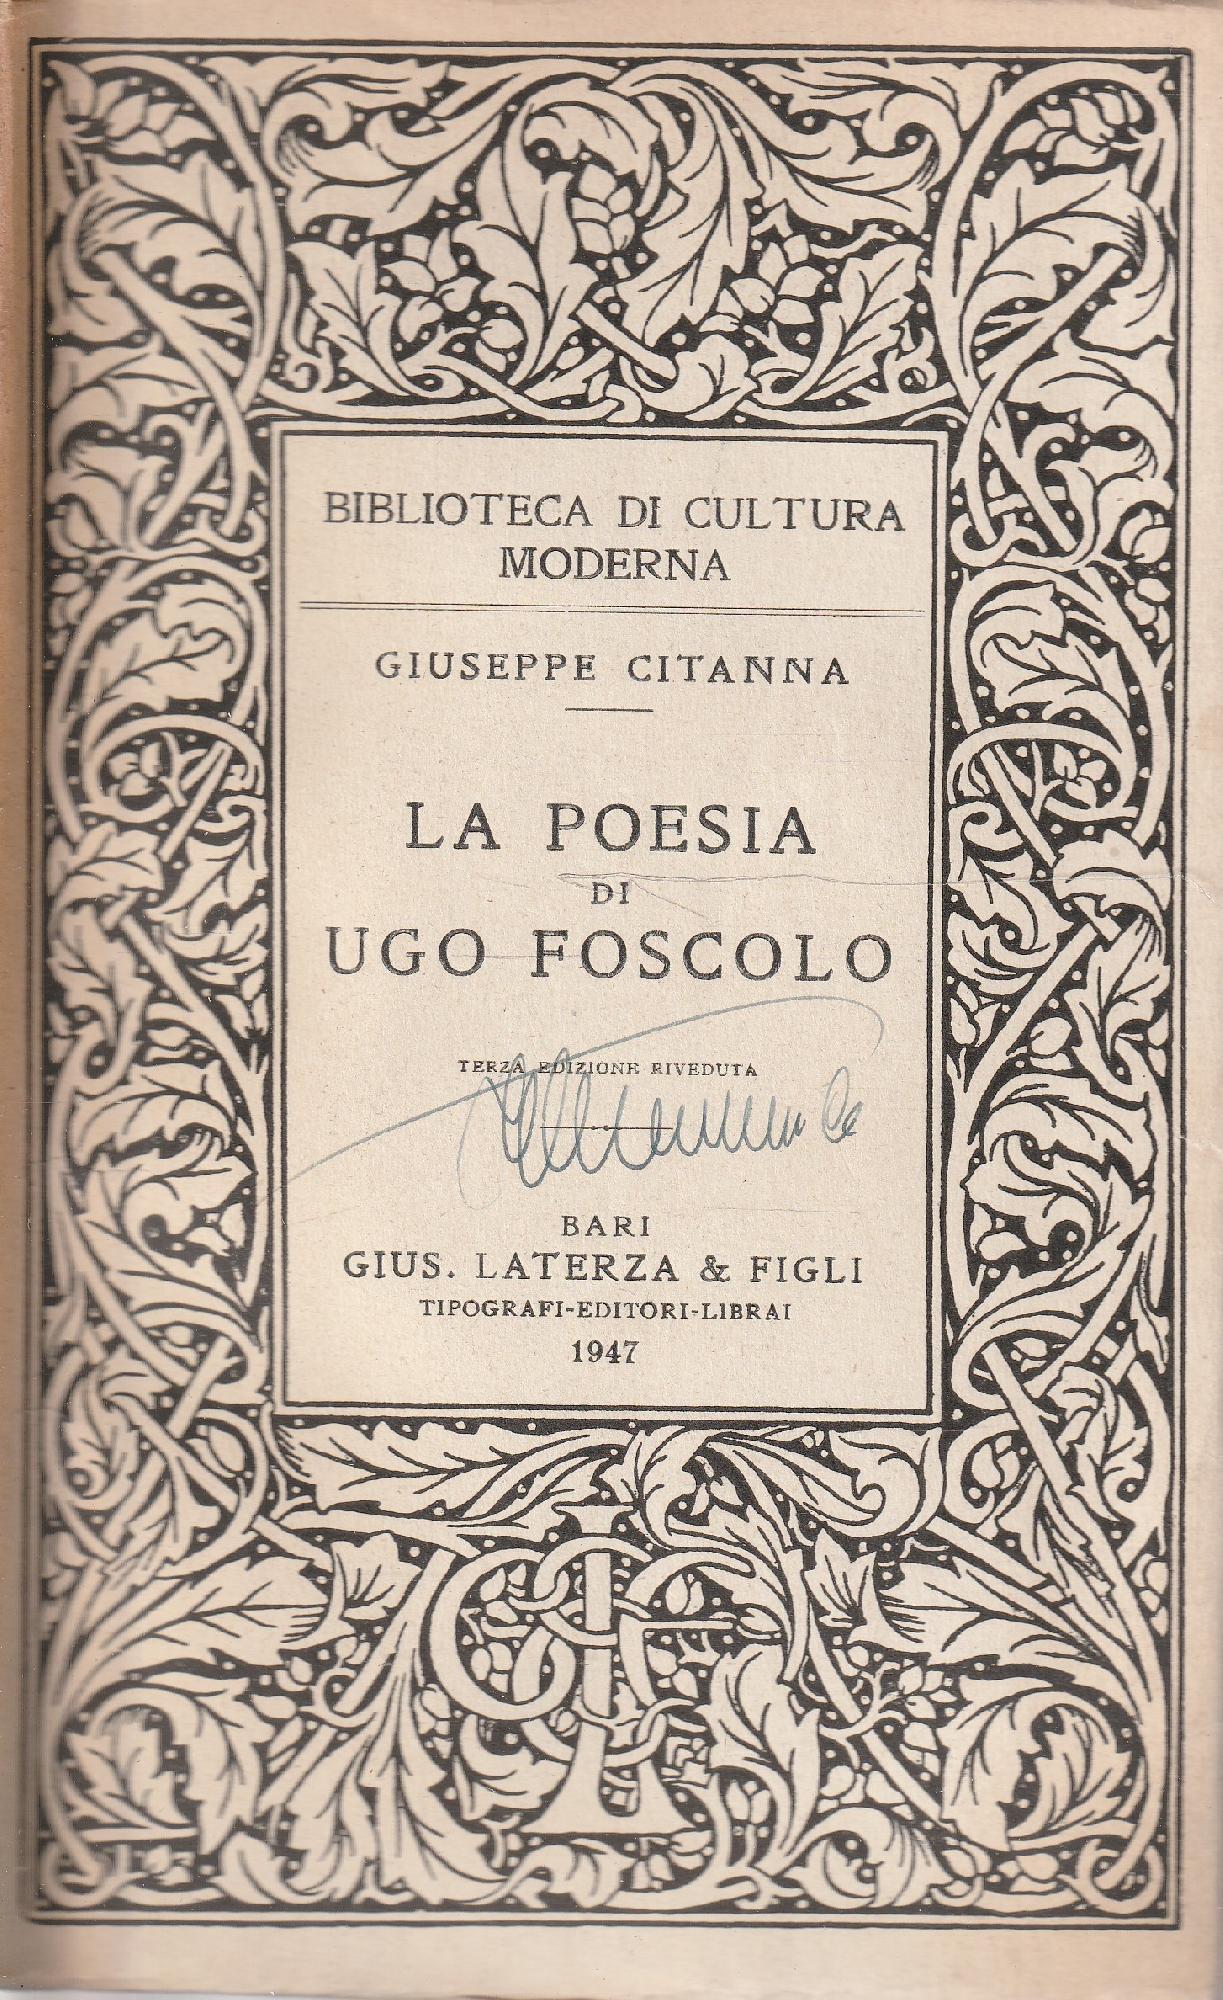 BIBLIOTECA DI CULTURA
MODERNA
GIUSEPPE CITANNA
LA POESIA
DI
UGO FOSCOLO
TERZA EDIZIONE RIVEDUTA
BARI
GIUS. LATERZA & FIGLI
TIPOGRAFI-EDITORI-LIBRAI
1947